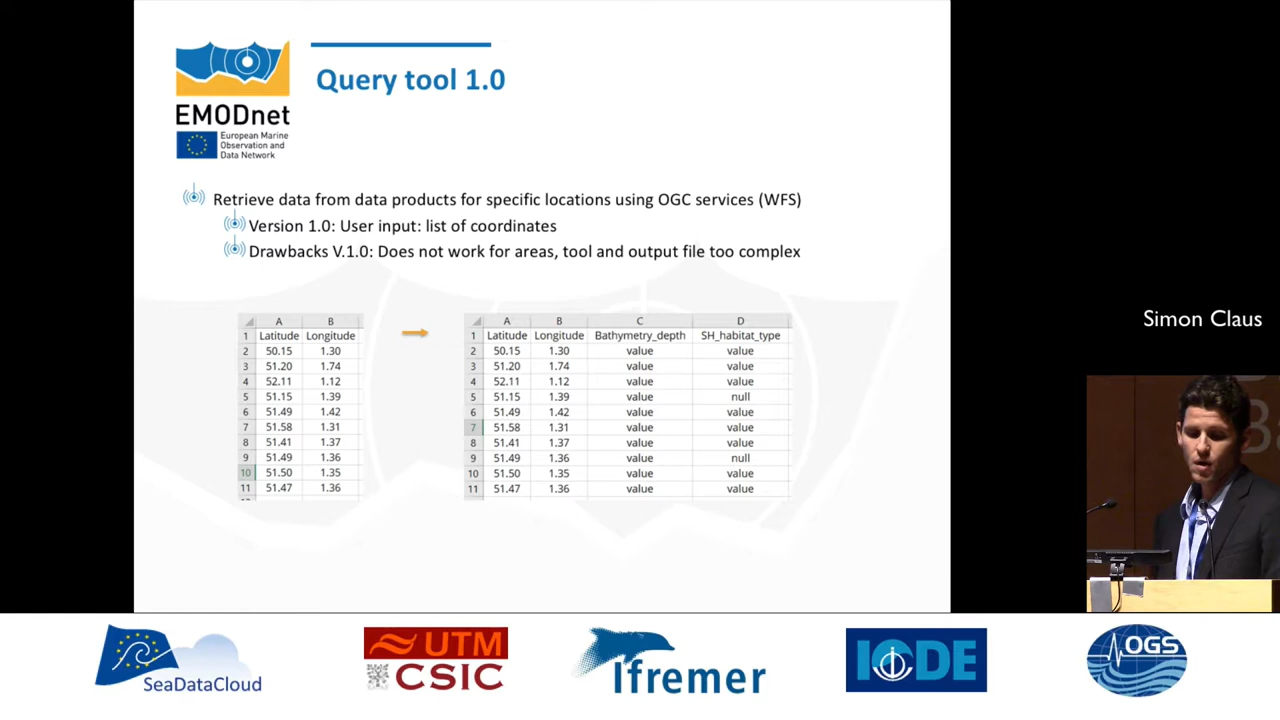 Query tool 1.0
EMODnet
European Marine
Observation and
Data Network
Retrieve data from data products for specific locations using OGC services (WFS)
Version 1.0: User input: list of coordinates
Drawbacks V.1.0: Does not work for areas, tool and output file too complex
A B
1 Latitude Longitude
2 50.15 1.30
3 51.20 1.74
4 52.11 1.12
5 51.15 1.39
6 51.49 1.42
7 51.58 1.31
8 51.41 1.37
9 51.49 1.36
10 51.50 1.35
11 51.47 1.36
A B C D
1 Latitude Longitude Bathymetry_depth SH_habitat_type
2 50.15 1.30 value value
3 51.20 1.74 value value
4 52.11 1.12 value value
5 51.15 1.39 value null
6 51.49 1.42 value value
7 51.58 1.31 value value
8 51.41 1.37 value value
9 51.49 1.36 value null
10 51.50 1.35 value value
11 51.47 1.36 value value
Simon Claus
SeaDataCloud
UTM
CSIC
Ifremer
IODE
OGS